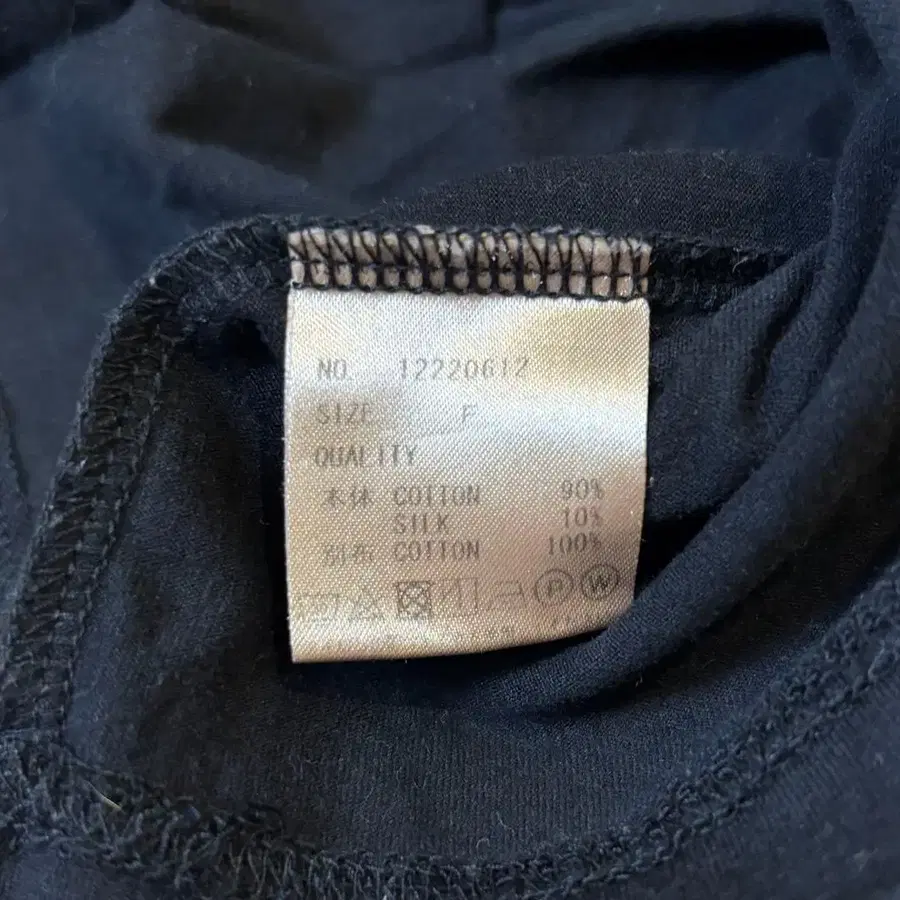 NO. 12220612
SIZE F
QUALITY
本体 COTTON 90%
SILK 10%
別布 COTTON 100%
P W